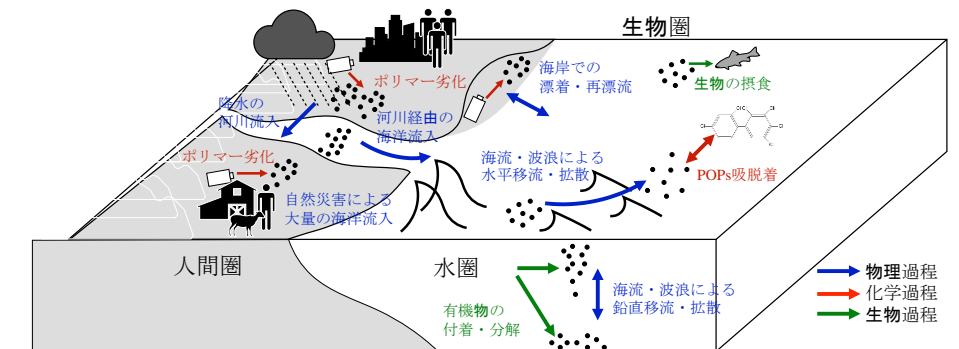 生物圏
ポリマー劣化
海岸での
漂着・再漂流
生物の摂食
降水の
河川流入
河川経由の
海洋流入
ポリマー劣化
海流・波浪による
水平移流・拡散
POPs吸脱着
自然災害による
大量の海洋流入
人間圏
水圏
物理過程
化学過程
生物過程
海流・波浪による
鉛直移流・拡散
有機物の
付着・分解